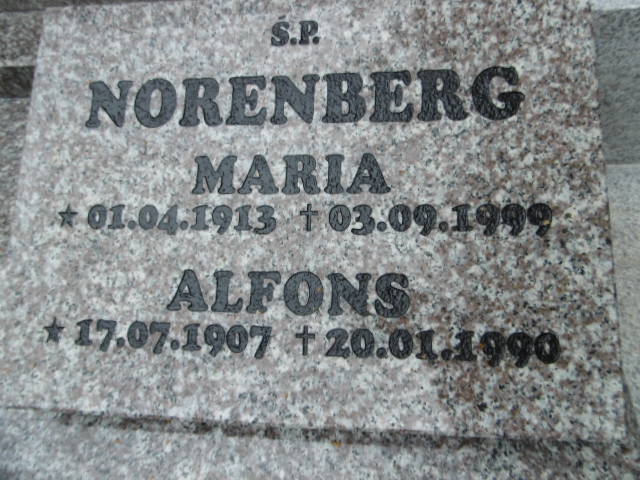 Ś.P.
NORENBERG
MARIA
★ 01.04.1913 † 03.09.1999
ALFONS
★ 17.07.1907 † 20.01.1990